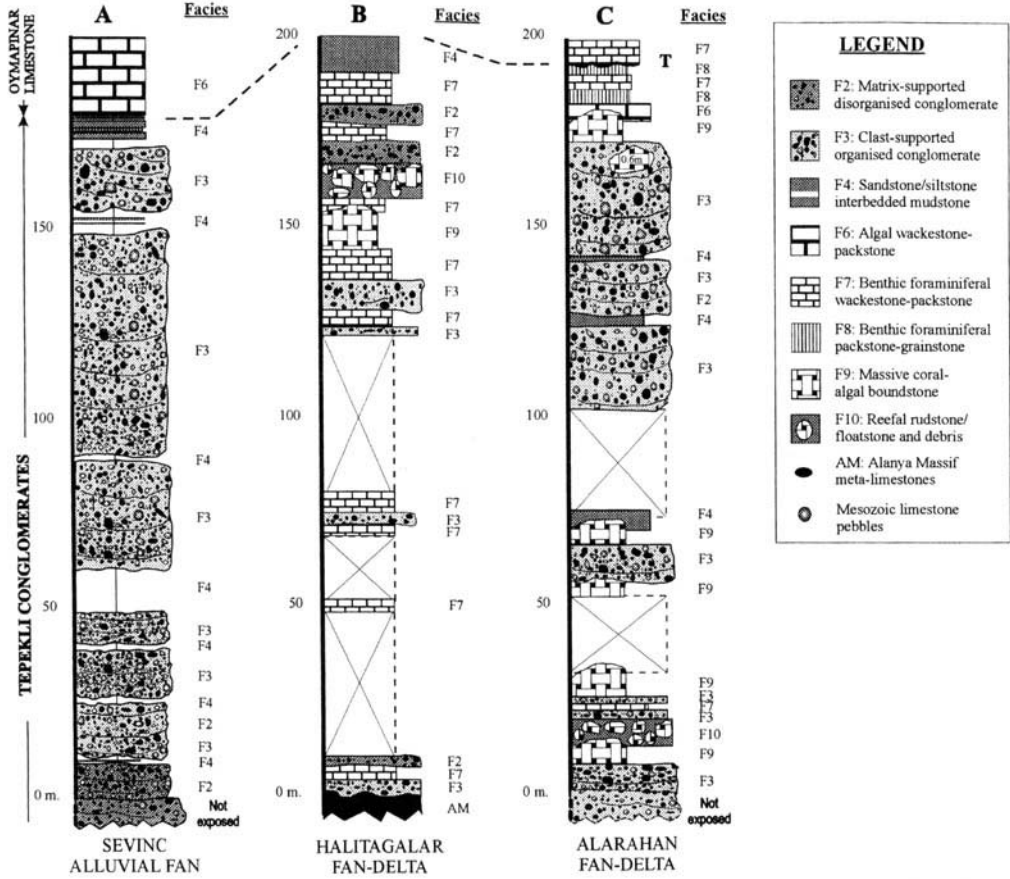 A
Facies
OYMAPINAR
LIMESTONE
TEPEKLI CONGLOMERATES
F6
F4
F3
F4
150
F3
100
F4
F3
F4
50
F3
F4
F3
F4
F2
F3
F4
F2
0 m.
Not
exposed
SEVINC
ALLUVIAL FAN
B
Facies
200
F4
F7
F2
F7
F2
F10
F7
150
F9
F7
F3
F7
F3
100
F7
F3
F7
50
F7
F2
F7
F3
0 m.
AM
HALITAGALAR
FAN-DELTA
C
Facies
200
F7
T
F8
F7
F8
F6
F9
0.6m
F3
150
F4
F3
F2
F4
F3
100
F4
F9
F3
F9
50
F9
F3
F7
F3
F10
F9
F3
0 m.
Not
exposed
ALARAHAN
FAN-DELTA
LEGEND
F2: Matrix-supported
disorganised conglomerate
F3: Clast-supported
organised conglomerate
F4: Sandstone/siltstone
interbedded mudstone
F6: Algal wackestone-
packstone
F7: Benthic foraminiferal
wackestone-packstone
F8: Benthic foraminiferal
packstone-grainstone
F9: Massive coral-
algal boundstone
F10: Reefal rudstone/
floatstone and debris
AM: Alanya Massif
meta-limestones
Mesozoic limestone
pebbles